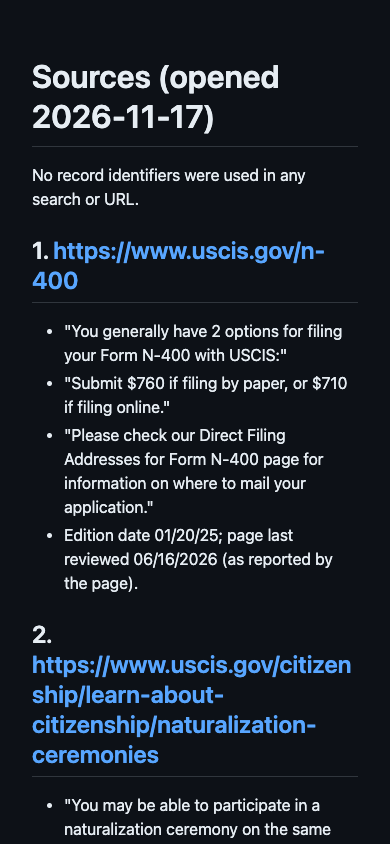 Sources (opened
2026-11-17)
No record identifiers were used in any
search or URL.
1. https://www.uscis.gov/n-
400
• "You generally have 2 options for filing
your Form N-400 with USCIS:"
• "Submit $760 if filing by paper, or $710
if filing online."
• "Please check our Direct Filing
Addresses for Form N-400 page for
information on where to mail your
application."
• Edition date 01/20/25; page last
reviewed 06/16/2026 (as reported by
the page).
2.
https://www.uscis.gov/citizen
ship/learn-about-
citizenship/naturalization-
ceremonies
• "You may be able to participate in a
naturalization ceremony on the same